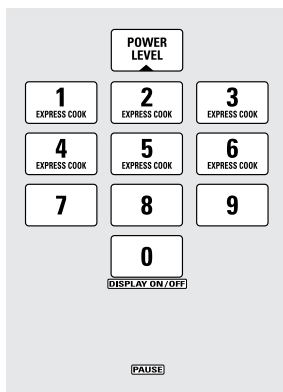 POWER
LEVEL
1 2 3
EXPRESS COOK EXPRESS COOK EXPRESS COOK
4 5 6
EXPRESS COOK EXPRESS COOK EXPRESS COOK
7 8 9
0
DISPLAY ON/OFF
PAUSE